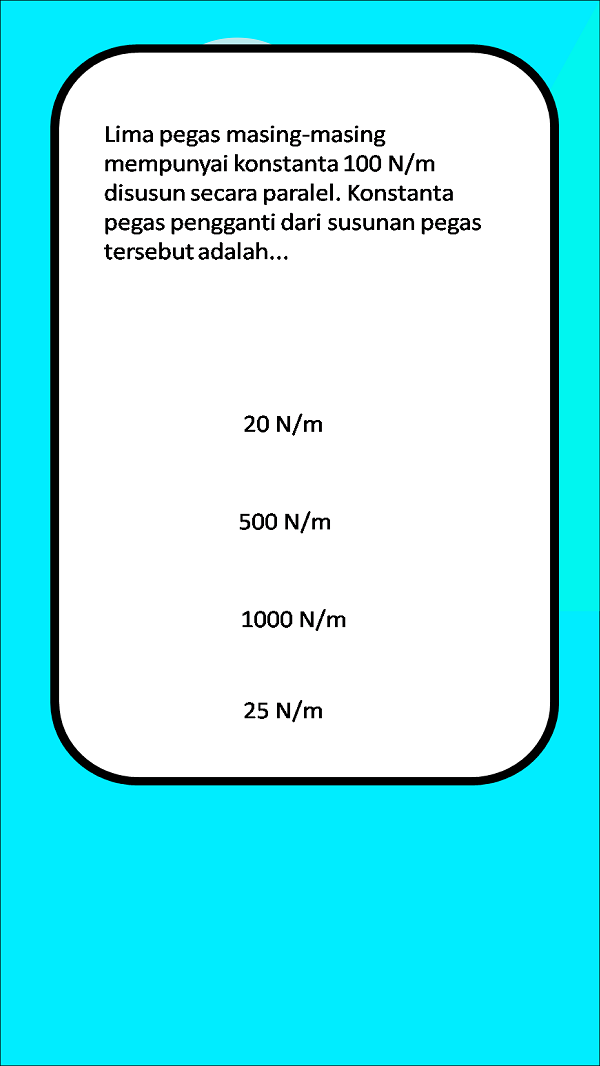 Lima pegas masing-masing
mempunyai konstanta 100 N/m
disusun secara paralel. Konstanta
pegas pengganti dari susunan pegas
tersebut adalah...
20 N/m
500 N/m
1000 N/m
25 N/m